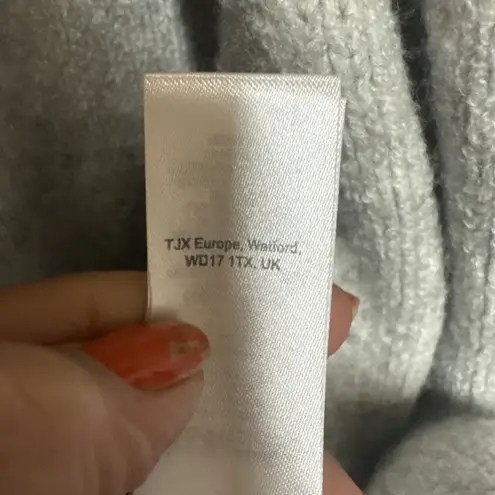 TJX Europe, Watford,
WD17 1TX, UK